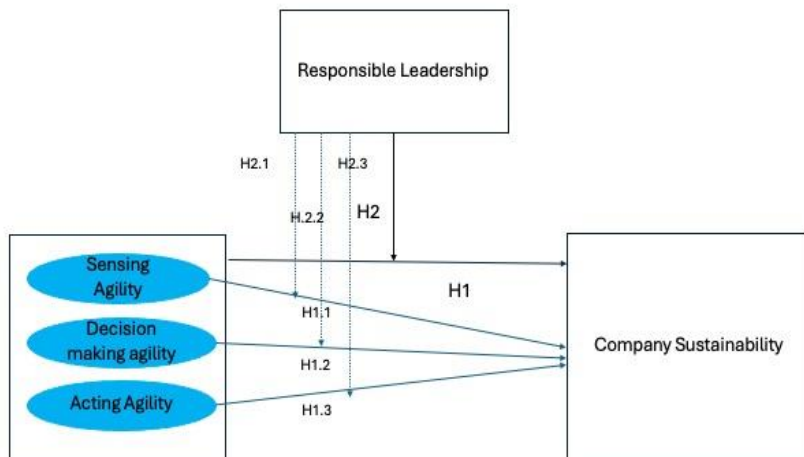 Responsible Leadership
H2.1
H2.3
H.2.2
H2
Sensing
Agility
H1
H1.1
Decision
making agility
Company Sustainability
H1.2
Acting Agility
H1.3